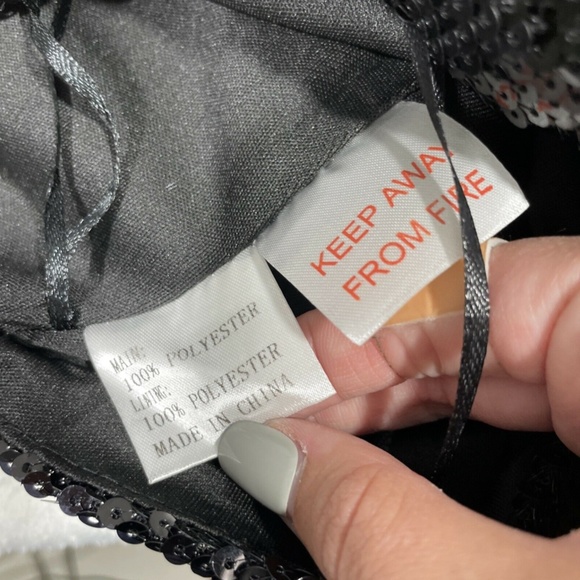 KEEP AWAY
FROM FIRE
MAIN:
100% POLYESTER
LINING:
100% POLYESTER
MADE IN CHINA